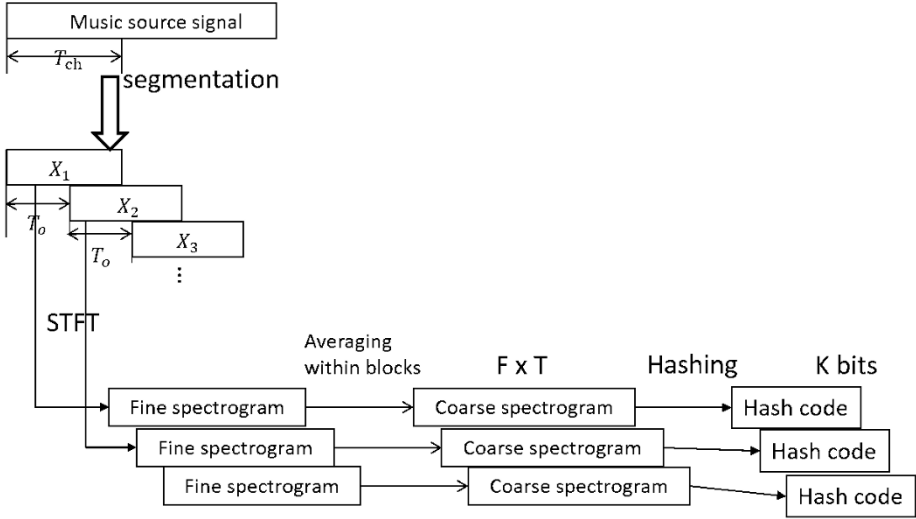 Music source signal
T_ch
segmentation
X_1
X_2
T_o
X_3
T_o
⋮
STFT
Averaging
within blocks
F x T
Hashing
K bits
Fine spectrogram
Coarse spectrogram
Hash code
Fine spectrogram
Coarse spectrogram
Hash code
Fine spectrogram
Coarse spectrogram
Hash code